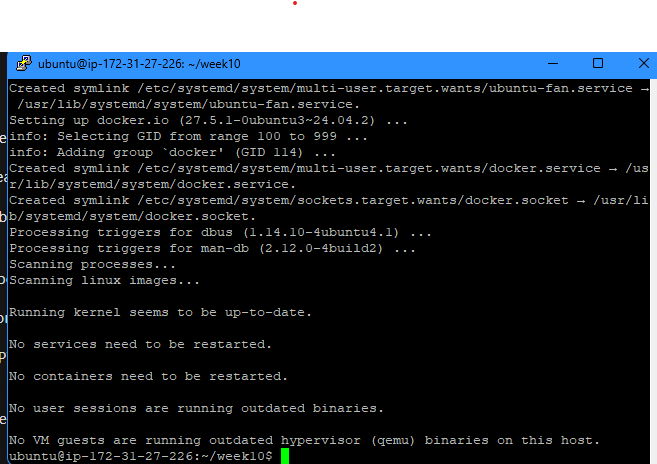 ubuntu@ip-172-31-27-226: ~/week10
Created symlink /etc/systemd/system/multi-user.target.wants/ubuntu-fan.service →
 /usr/lib/systemd/system/ubuntu-fan.service.
Setting up docker.io (27.5.1-0ubuntu3~24.04.2) ...
info: Selecting GID from range 100 to 999 ...
info: Adding group `docker' (GID 114) ...
Created symlink /etc/systemd/system/multi-user.target.wants/docker.service → /us
r/lib/systemd/system/docker.service.
Created symlink /etc/systemd/system/sockets.target.wants/docker.socket → /usr/li
b/systemd/system/docker.socket.
Processing triggers for dbus (1.14.10-4ubuntu4.1) ...
Processing triggers for man-db (2.12.0-4build2) ...
Scanning processes...
Scanning linux images...
Running kernel seems to be up-to-date.
No services need to be restarted.
No containers need to be restarted.
No user sessions are running outdated binaries.
No VM guests are running outdated hypervisor (qemu) binaries on this host.
ubuntu@ip-172-31-27-226:~/week10$